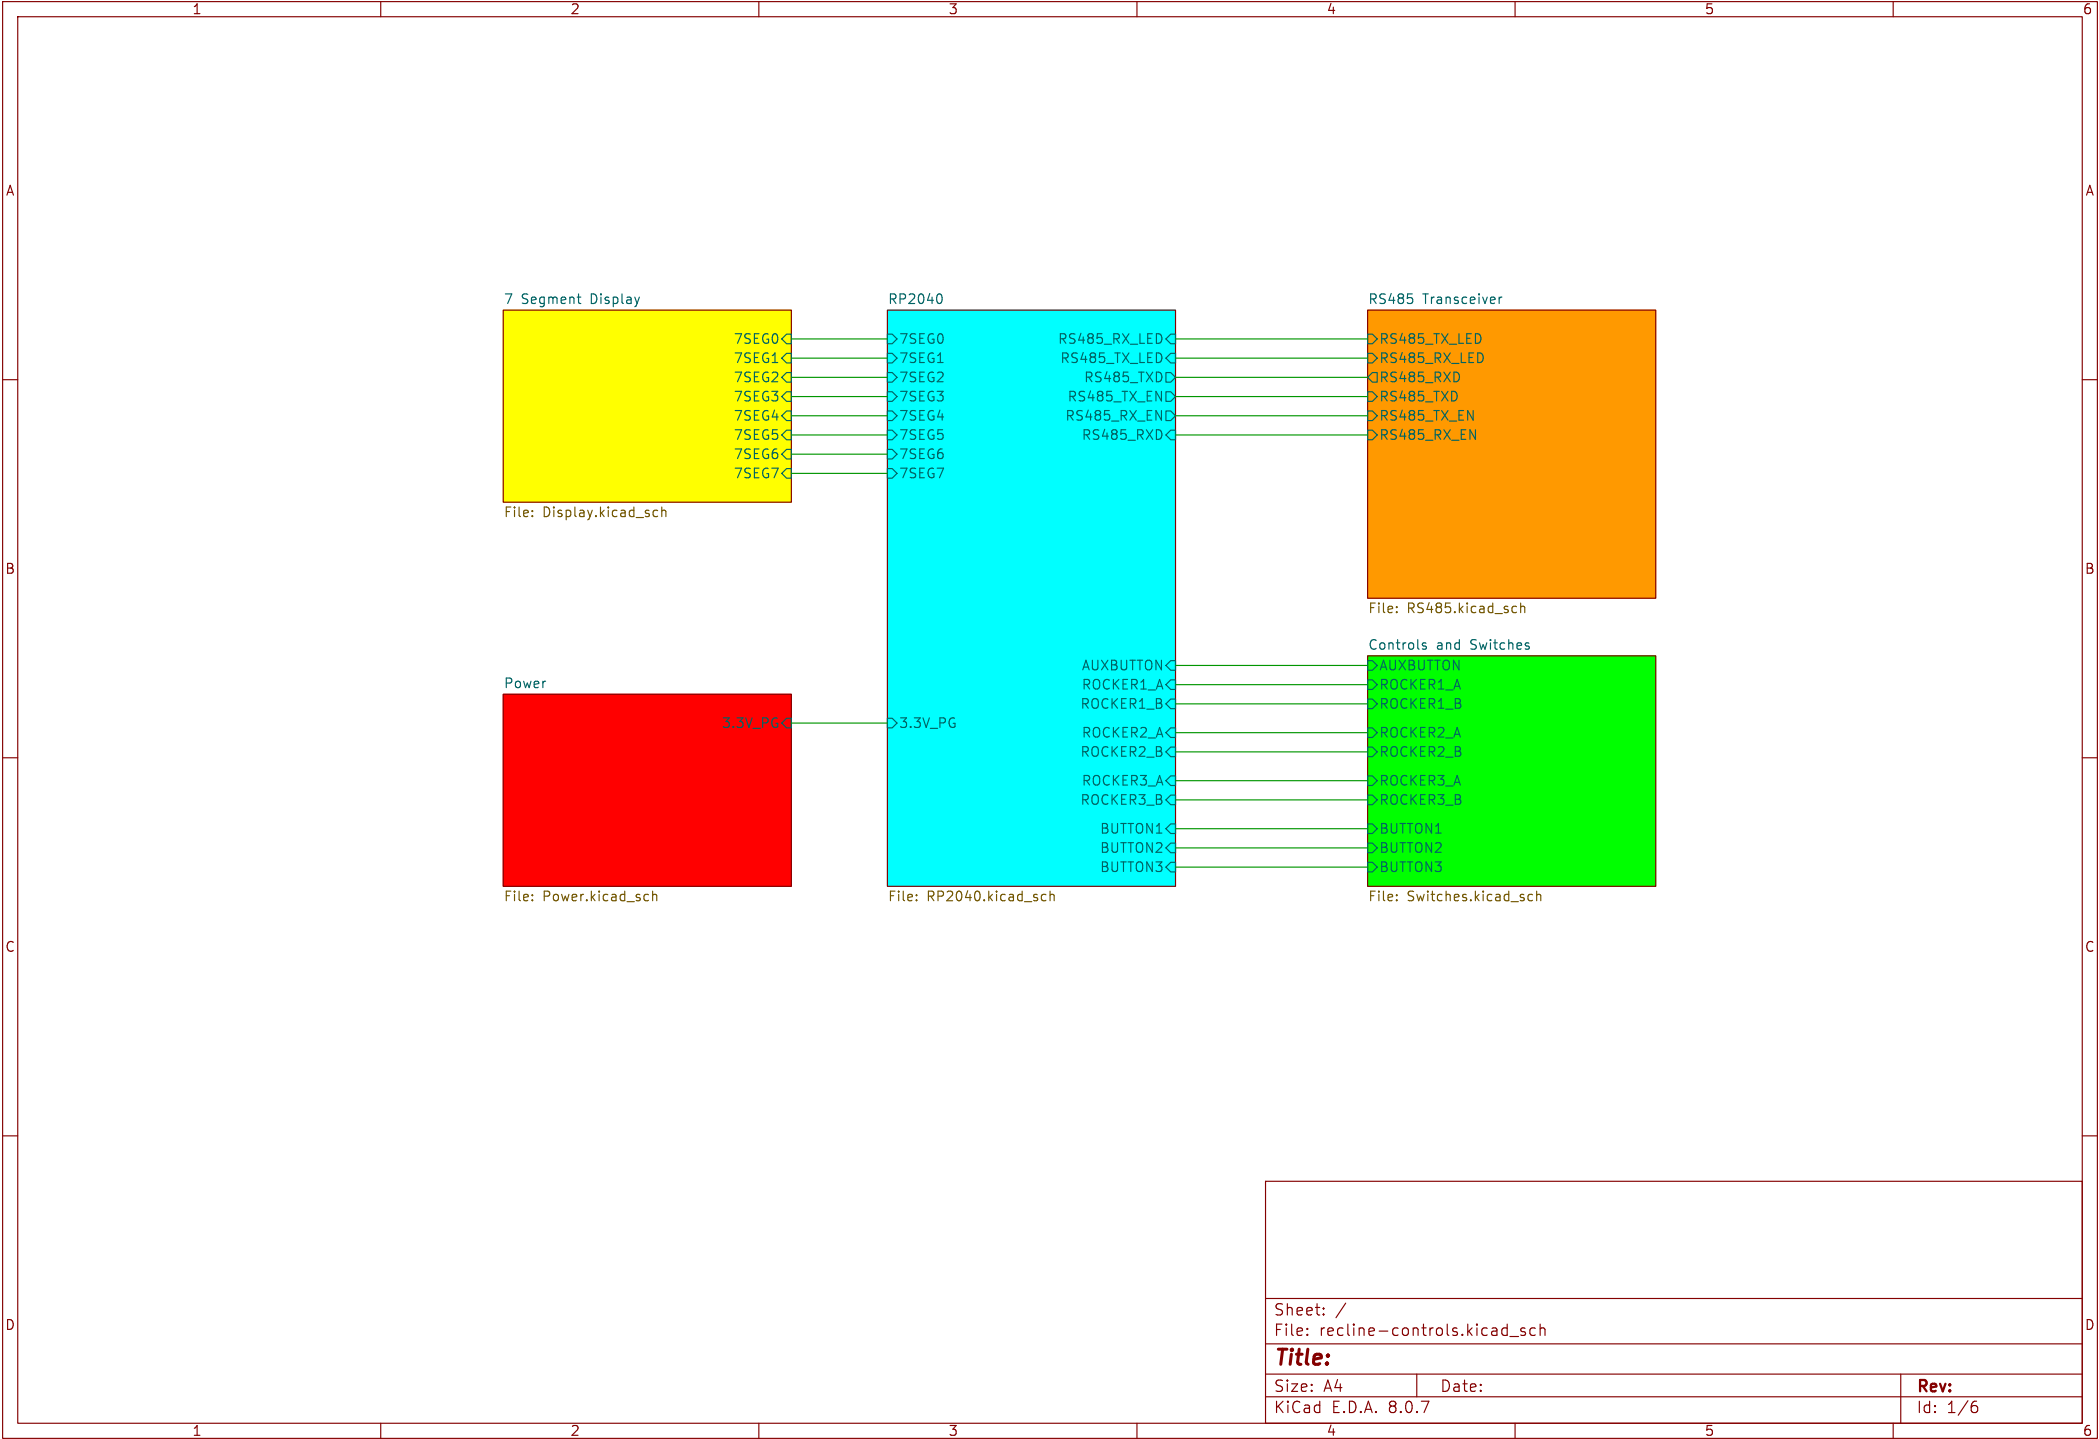 1 2 3 4 5 6
A A
B B
C C
D D
7 Segment Display
7SEG0
7SEG1
7SEG2
7SEG3
7SEG4
7SEG5
7SEG6
7SEG7
File: Display.kicad_sch
Power
3.3V_PG
File: Power.kicad_sch
RP2040
7SEG0
7SEG1
7SEG2
7SEG3
7SEG4
7SEG5
7SEG6
7SEG7
3.3V_PG
RS485_RX_LED
RS485_TX_LED
RS485_TXD
RS485_TX_EN
RS485_RX_EN
RS485_RXD
AUXBUTTON
ROCKER1_A
ROCKER1_B
ROCKER2_A
ROCKER2_B
ROCKER3_A
ROCKER3_B
BUTTON1
BUTTON2
BUTTON3
File: RP2040.kicad_sch
RS485 Transceiver
RS485_TX_LED
RS485_RX_LED
RS485_RXD
RS485_TXD
RS485_TX_EN
RS485_RX_EN
File: RS485.kicad_sch
Controls and Switches
AUXBUTTON
ROCKER1_A
ROCKER1_B
ROCKER2_A
ROCKER2_B
ROCKER3_A
ROCKER3_B
BUTTON1
BUTTON2
BUTTON3
File: Switches.kicad_sch
Sheet: /
File: recline-controls.kicad_sch
Title:
Size: A4 Date: Rev:
KiCad E.D.A. 8.0.7 Id: 1/6
1 2 3 4 5 6